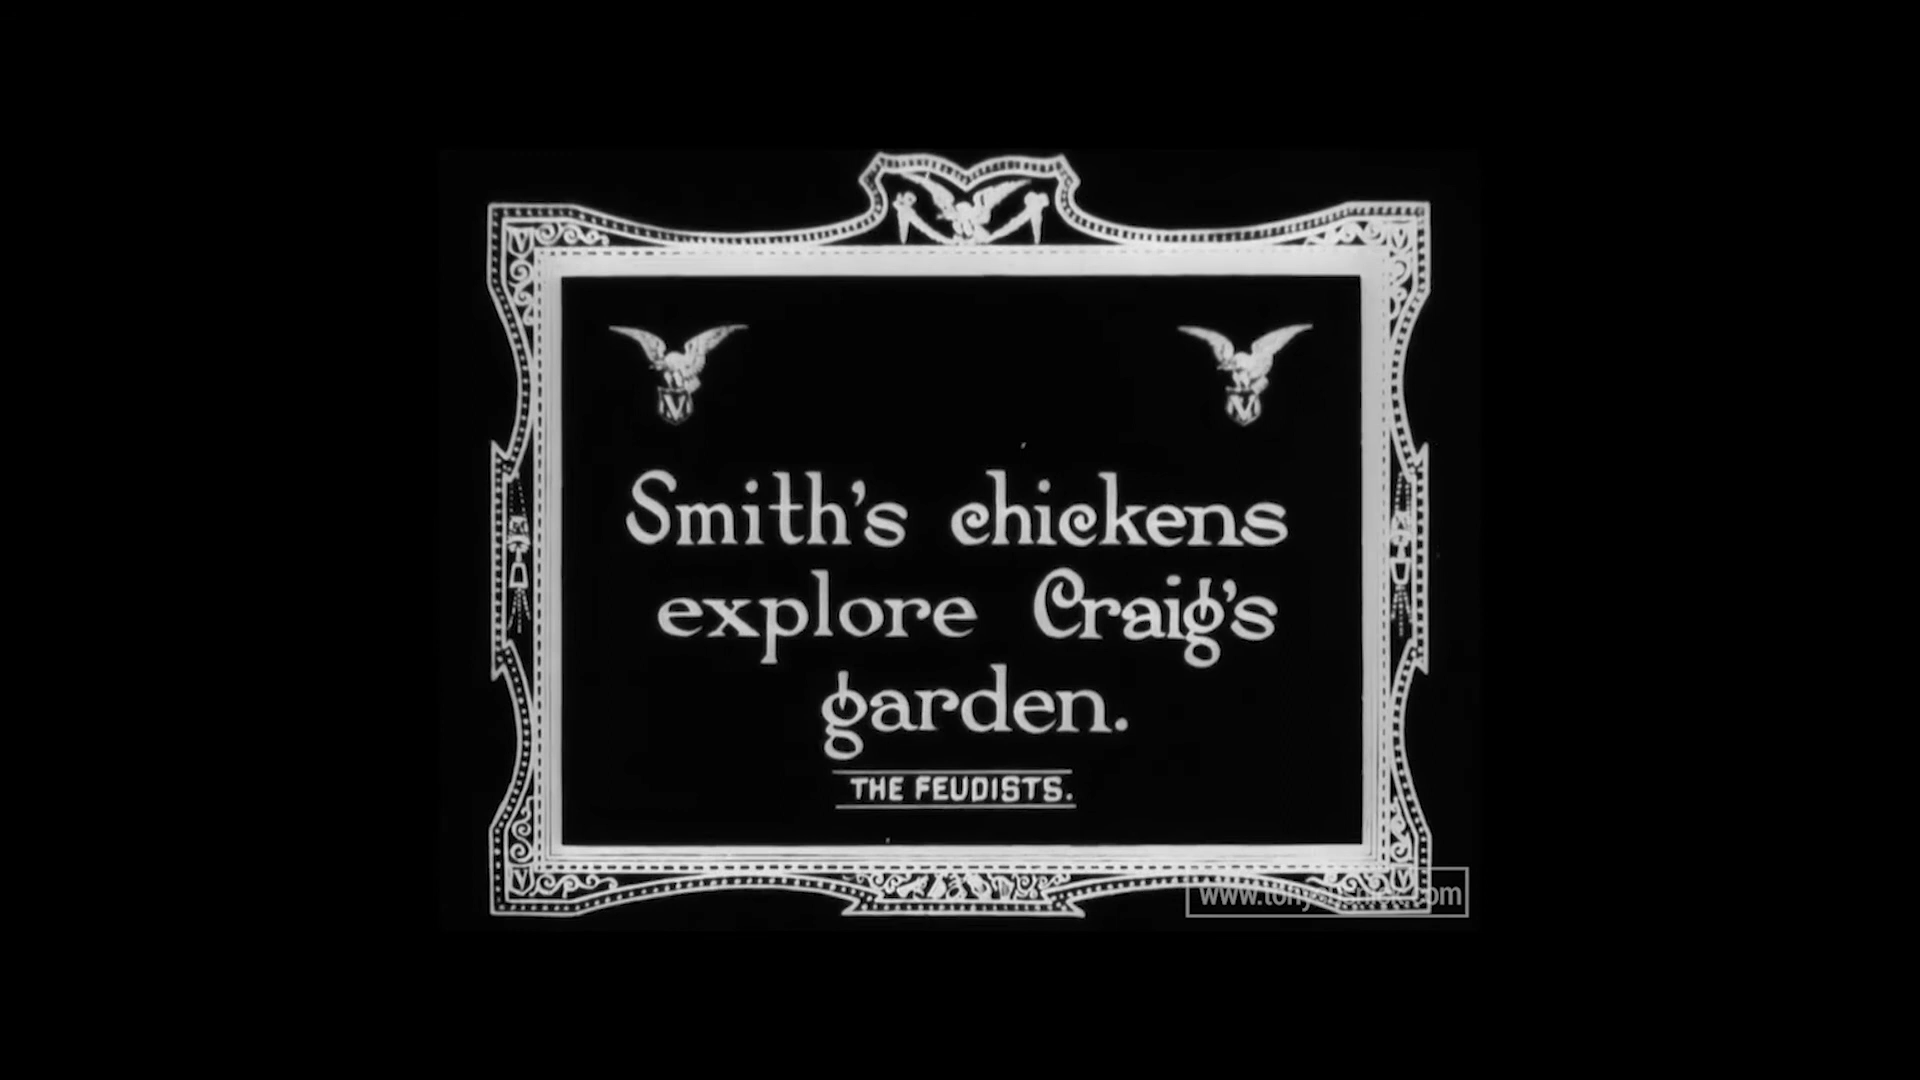 V V
Smith's chickens
explore Craig's
garden.
THE FEUDISTS.